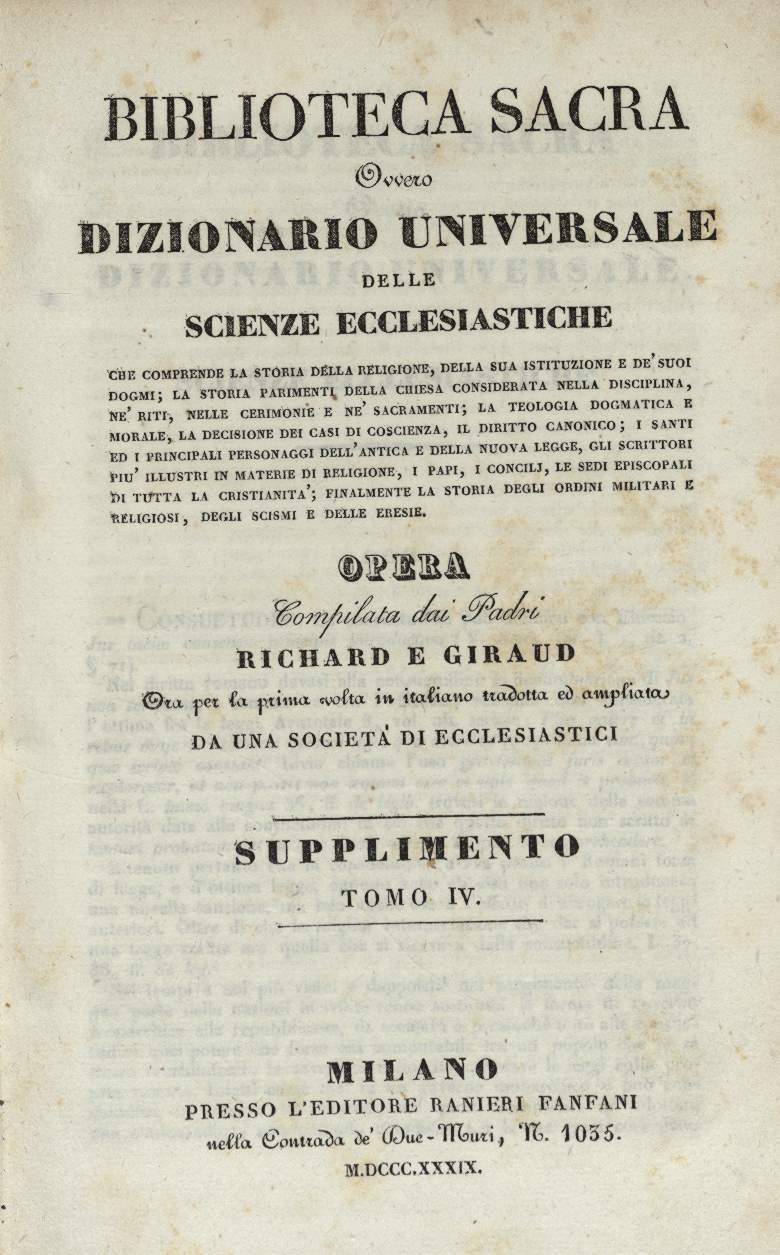 BIBLIOTECA SACRA
Ovvero
DIZIONARIO UNIVERSALE
DELLE
SCIENZE ECCLESIASTICHE
CHE COMPRENDE LA STORIA DELLA RELIGIONE, DELLA SUA ISTITUZIONE E DE' SUOI
DOGMI; LA STORIA PARIMENTI DELLA CHIESA CONSIDERATA NELLA DISCIPLINA,
NE' RITI, NELLE CERIMONIE E NE' SACRAMENTI; LA TEOLOGIA DOGMATICA E
MORALE, LA DECISIONE DEI CASI DI COSCIENZA, IL DIRITTO CANONICO; I SANTI
ED I PRINCIPALI PERSONAGGI DELL'ANTICA E DELLA NUOVA LEGGE, GLI SCRITTORI
PIU' ILLUSTRI IN MATERIE DI RELIGIONE, I PAPI, I CONCILJ, LE SEDI EPISCOPALI
DI TUTTA LA CRISTIANITA'; FINALMENTE LA STORIA DEGLI ORDINI MILITARI E
RELIGIOSI, DEGLI SCISMI E DELLE ERESIE.
OPERA
Compilata dai Padri
RICHARD E GIRAUD
Ora per la prima volta in italiano tradotta ed ampliata
DA UNA SOCIETÀ DI ECCLESIASTICI
SUPPLIMENTO
TOMO IV.
MILANO
PRESSO L'EDITORE RANIERI FANFANI
nella Contrada de' Due-Muri, N. 1035.
M.DCCC.XXXIX.